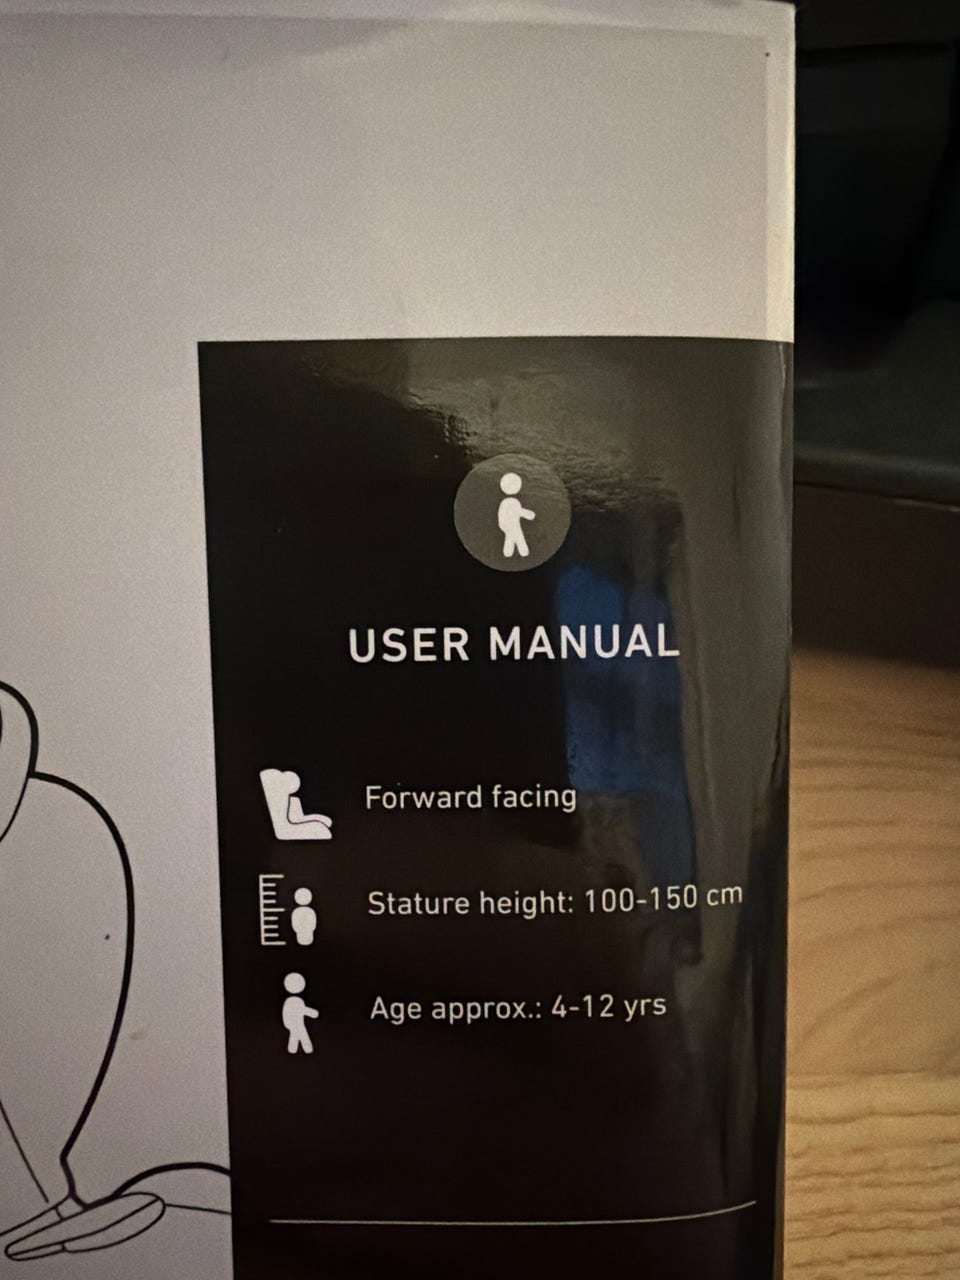 USER MANUAL
Forward facing
Stature height: 100-150 cm
Age approx.: 4-12 yrs